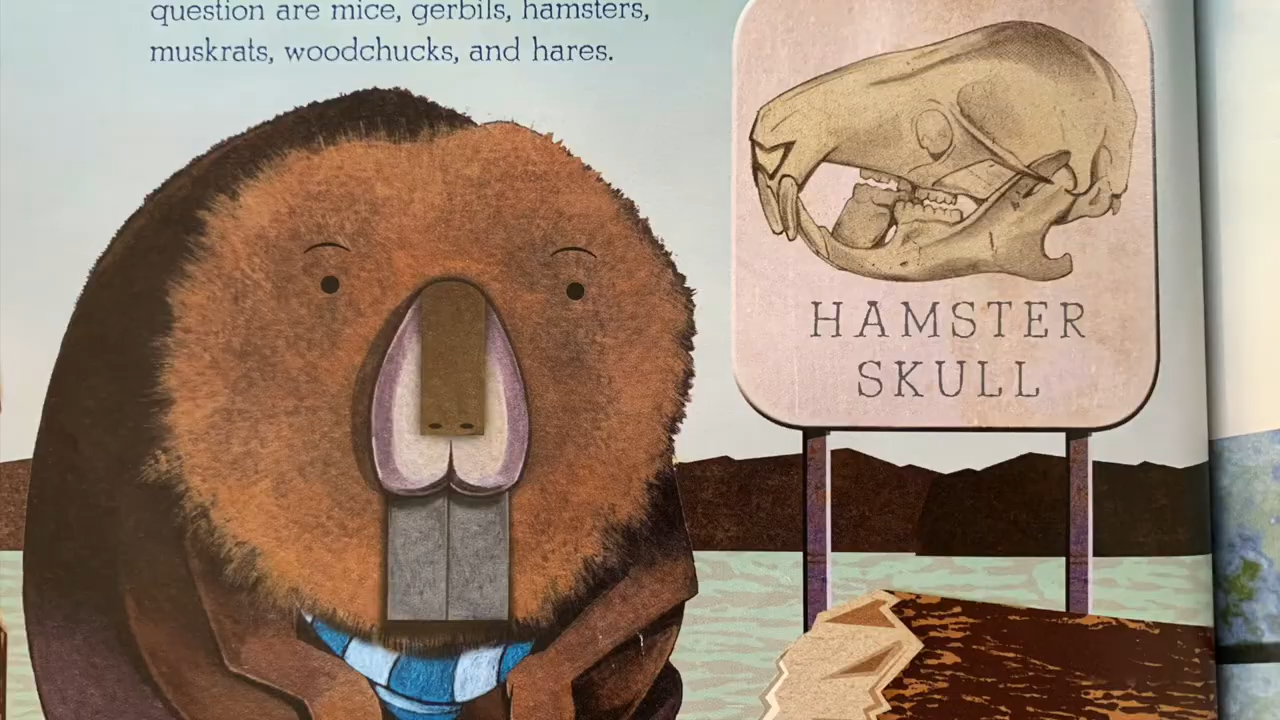 question are mice, gerbils, hamsters,
muskrats, woodchucks, and hares.
HAMSTER
SKULL